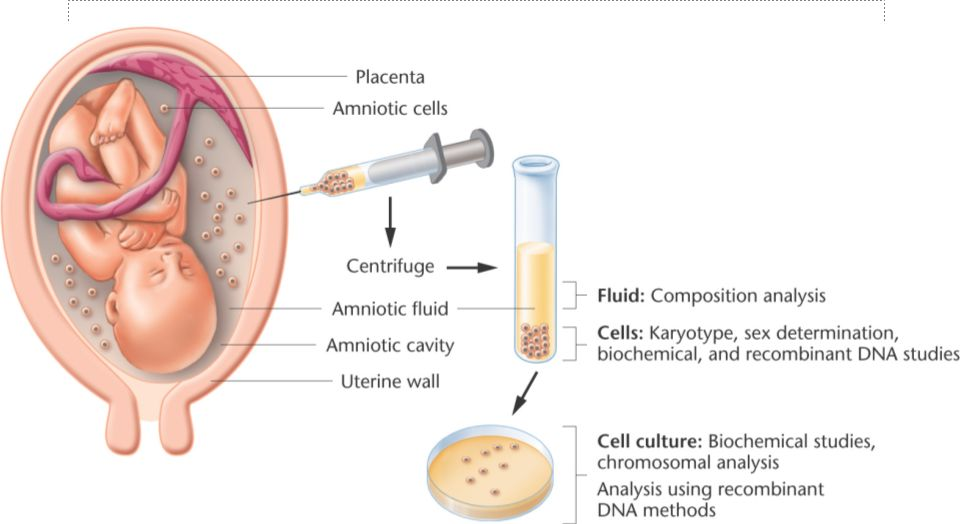 Placenta
Amniotic cells
Centrifuge
Amniotic fluid
Amniotic cavity
Uterine wall
Fluid: Composition analysis
Cells: Karyotype, sex determination,
biochemical, and recombinant DNA studies
Cell culture: Biochemical studies,
chromosomal analysis
Analysis using recombinant
DNA methods